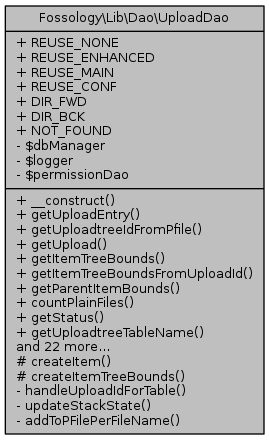 Fossology\Lib\Dao\UploadDao
+ REUSE_NONE
+ REUSE_ENHANCED
+ REUSE_MAIN
+ REUSE_CONF
+ DIR_FWD
+ DIR_BCK
+ NOT_FOUND
- $dbManager
- $logger
- $permissionDao
+ __construct()
+ getUploadEntry()
+ getUploadtreeIdFromPfile()
+ getUpload()
+ getItemTreeBounds()
+ getItemTreeBoundsFromUploadId()
+ getParentItemBounds()
+ countPlainFiles()
+ getStatus()
+ getUploadtreeTableName()
and 22 more...
# createItem()
# createItemTreeBounds()
- handleUploadIdForTable()
- updateStackState()
- addToPFilePerFileName()